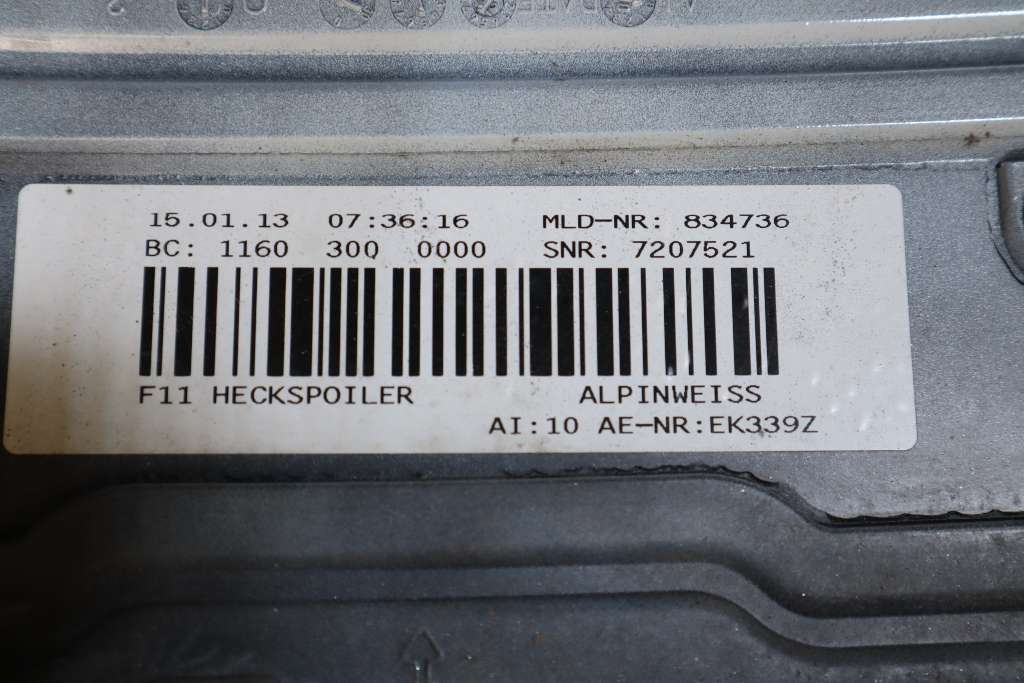 15.01.13 07:36:16 MLD-NR: 834736
BC: 1160 300 0000 SNR: 7207521
F11 HECKSPOILER ALPINWEISS
AI:10 AE-NR:EK339Z